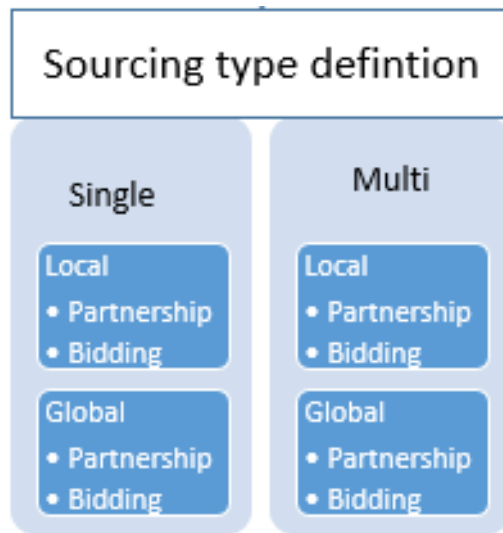 Sourcing type defintion
Single
Local
• Partnership
• Bidding
Global
• Partnership
• Bidding
Multi
Local
• Partnership
• Bidding
Global
• Partnership
• Bidding